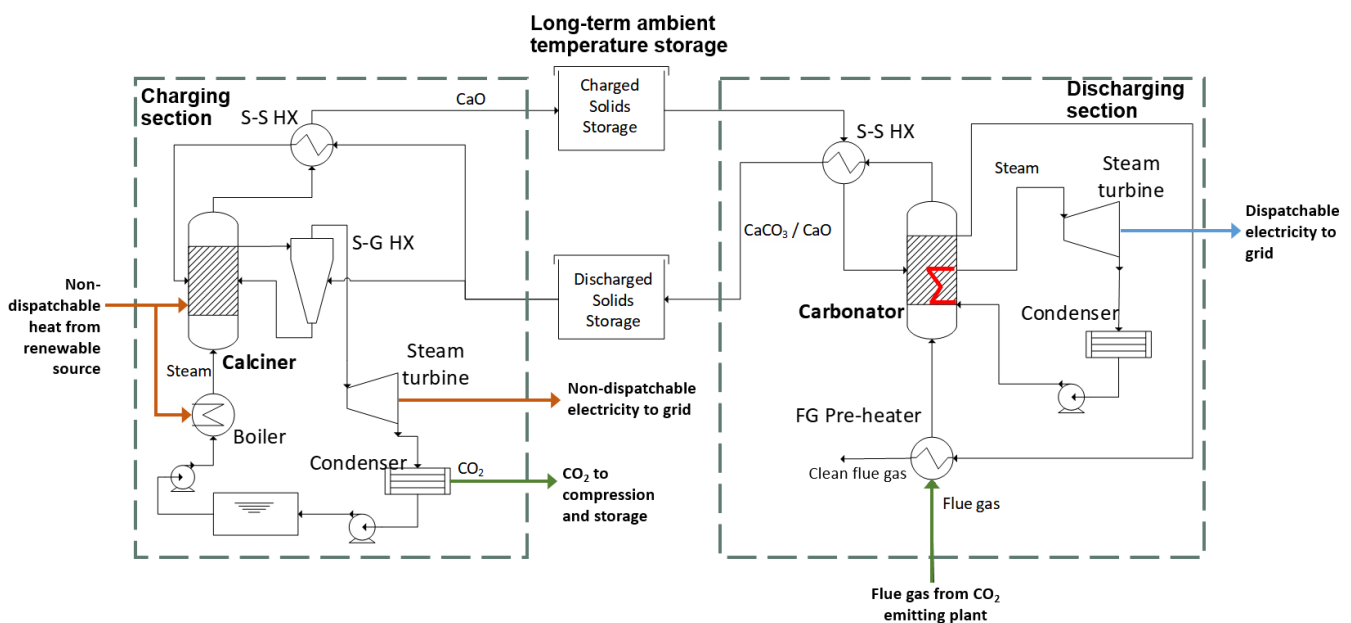 Long-term ambient
temperature storage
Charging
section
S-S HX
CaO
Charged
Solids
Storage
Discharging
section
S-S HX
Steam
Steam
turbine
Dispatchable
electricity to
grid
S-G HX
CaCO₃ / CaO
Discharged
Solids
Storage
Non-
dispatchable
heat from
renewable
source
Calciner
Carbonator
Condenser
Steam
Steam
turbine
Non-dispatchable
electricity to grid
Boiler
FG Pre-heater
Condenser
CO₂
CO₂ to
compression
and storage
Clean flue gas
Flue gas
Flue gas from CO₂
emitting plant